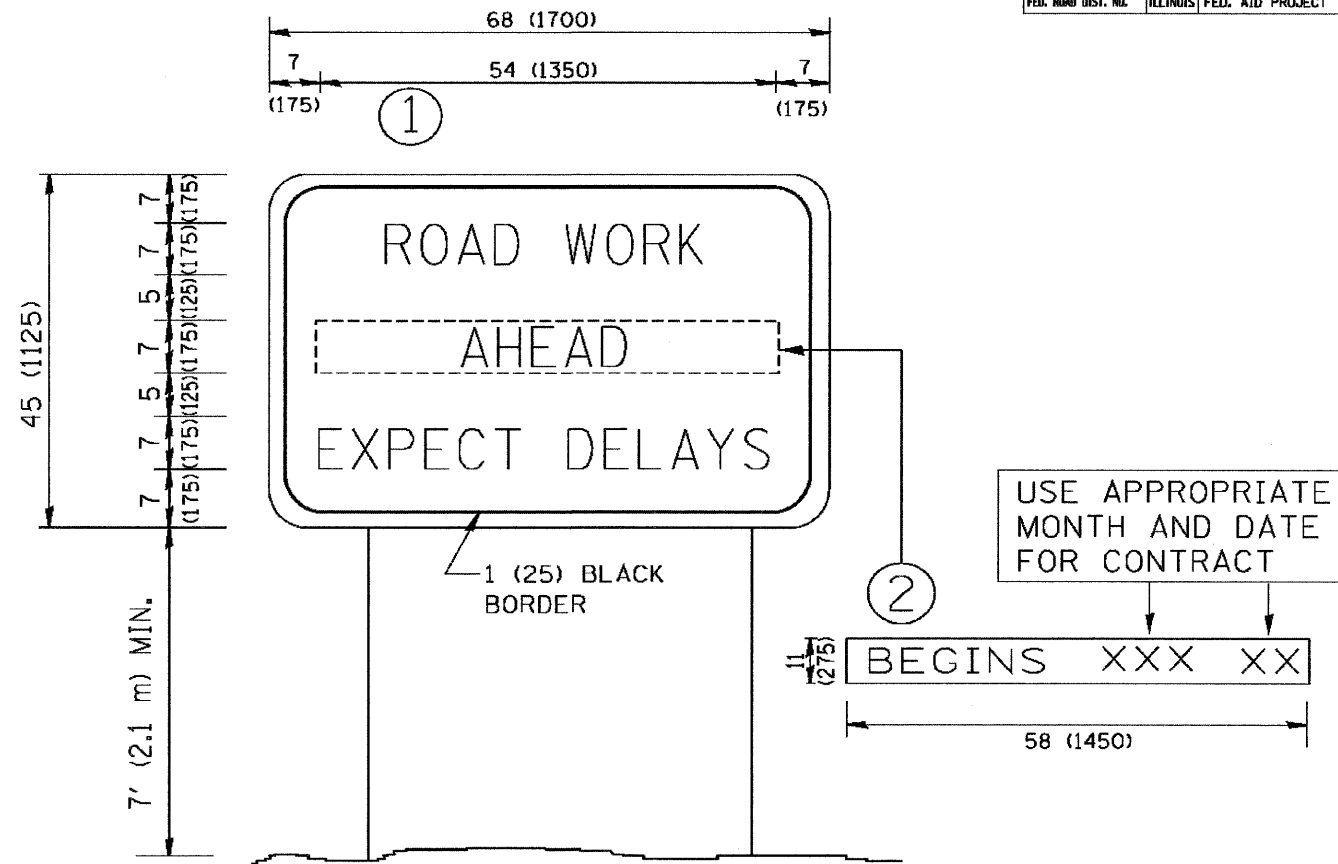 FED. ROAD DIST. NO. ILLINOIS FED. AID PROJECT
68 (1700)
7 54 (1350) 7
(175) (175)
1
45 (1125)
7 (175)
7 (175)
5 (125)
7 (175)
5 (125)
7 (175)
7 (175)
ROAD WORK
AHEAD
EXPECT DELAYS
1 (25) BLACK
BORDER
7' (2.1 m) MIN.
2
USE APPROPRIATE
MONTH AND DATE
FOR CONTRACT
11
(275)
BEGINS XXX XX
58 (1450)